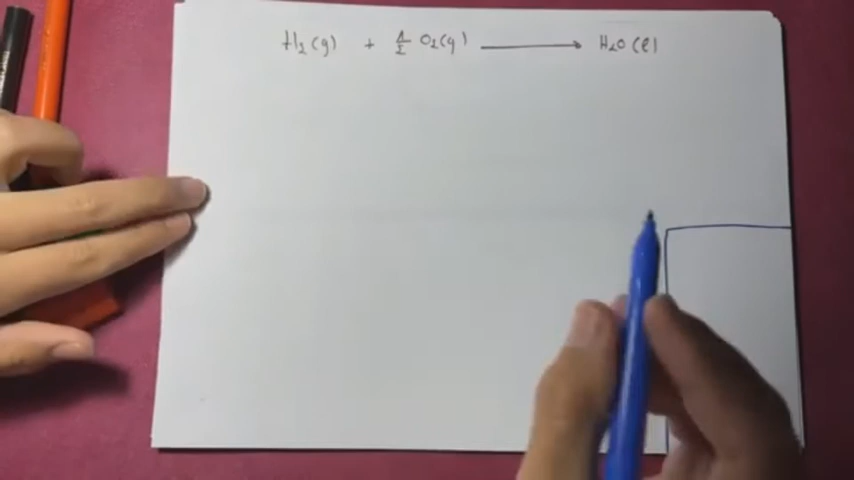 H₂(g) + 1/2 O₂(g) ⟶ H₂O(l)